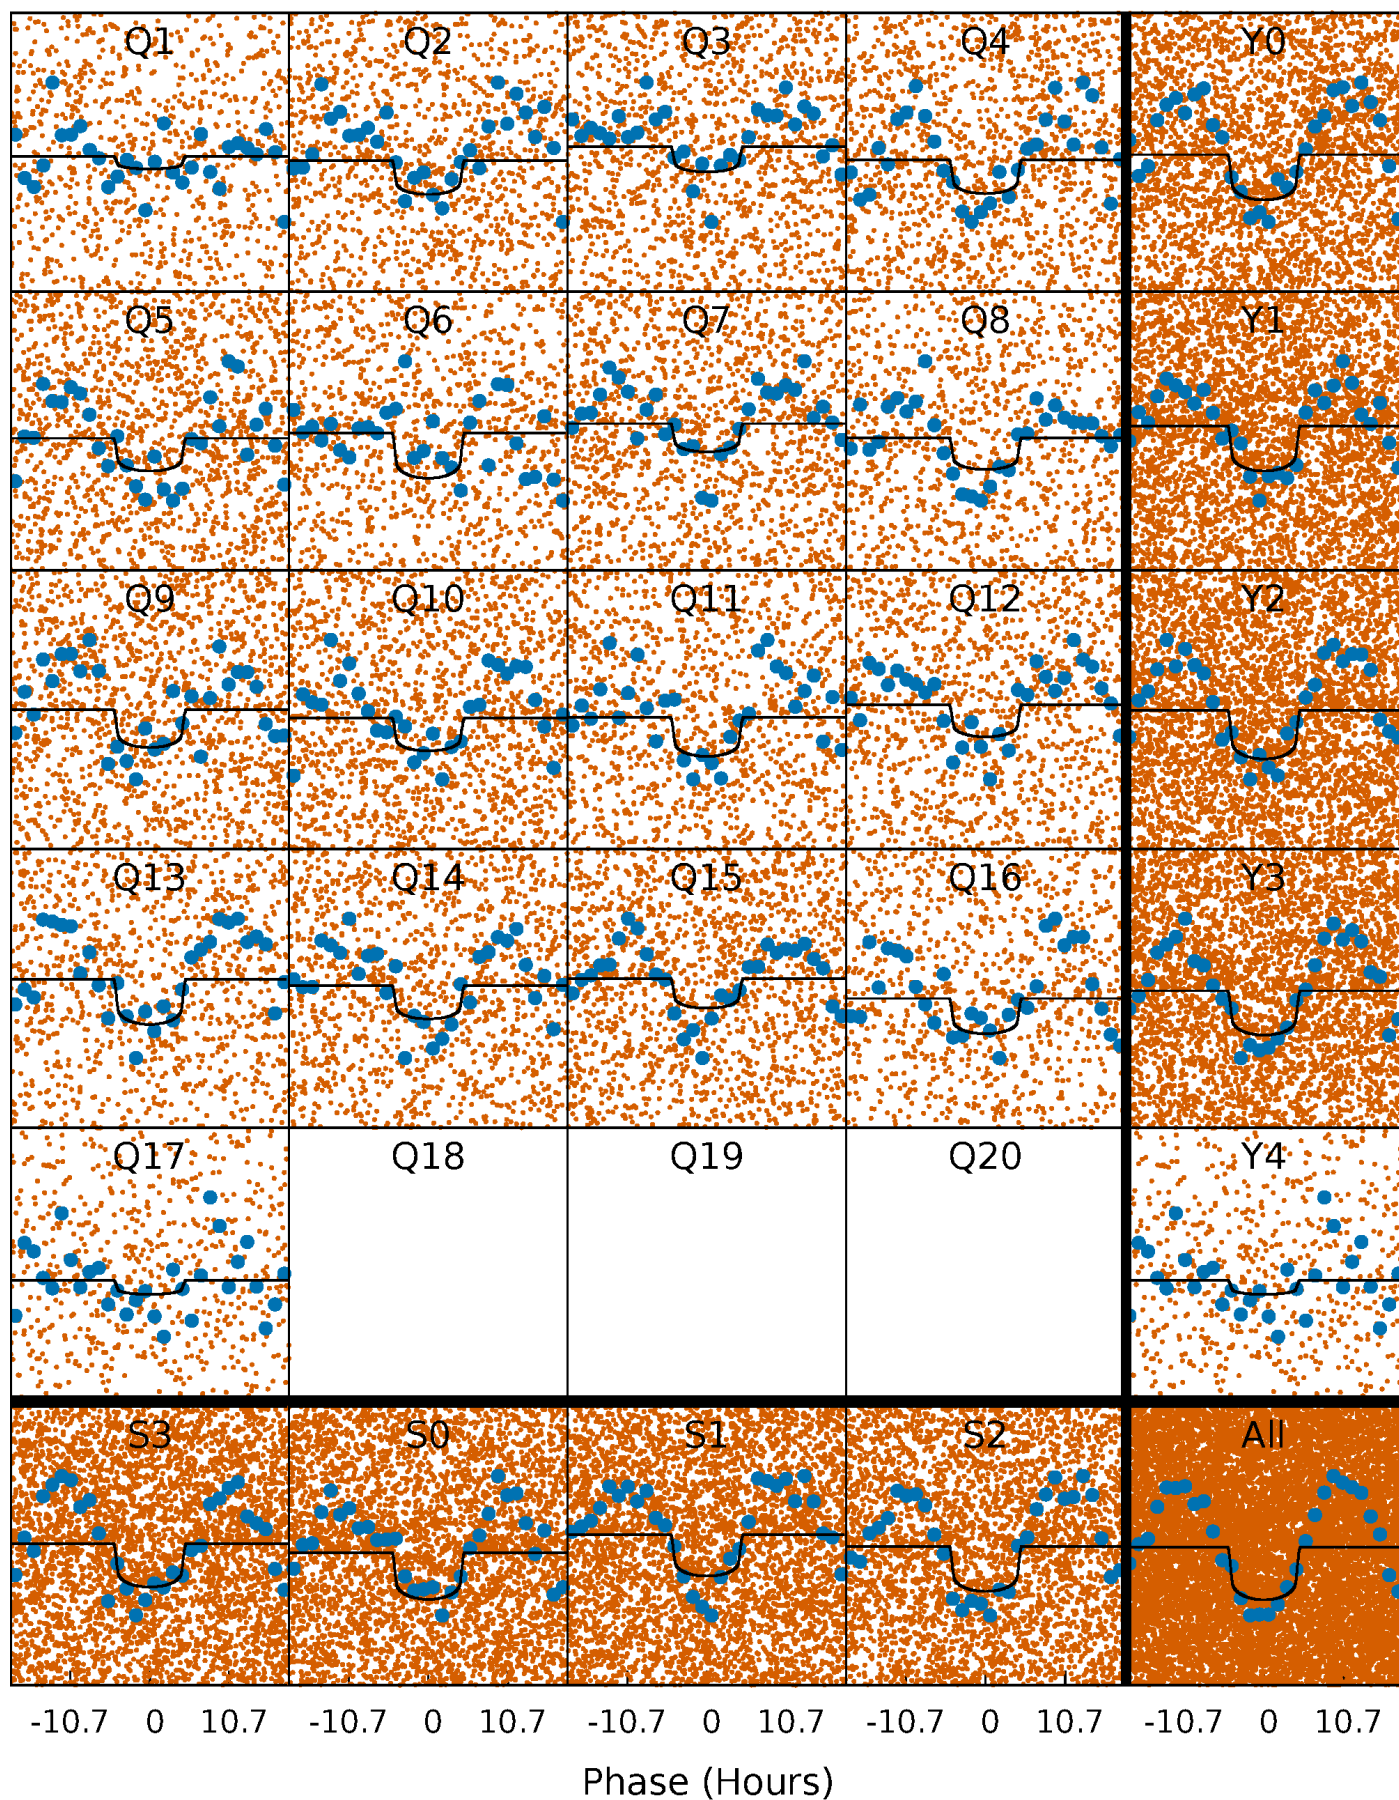 Q1 Q2 Q3 Q4 Y0
Q5 Q6 Q7 Q8 Y1
Q9 Q10 Q11 Q12 Y2
Q13 Q14 Q15 Q16 Y3
Q17 Q18 Q19 Q20 Y4
S3 S0 S1 S2 All
-10.7 0 10.7 -10.7 0 10.7 -10.7 0 10.7 -10.7 0 10.7 -10.7 0 10.7
Phase (Hours)